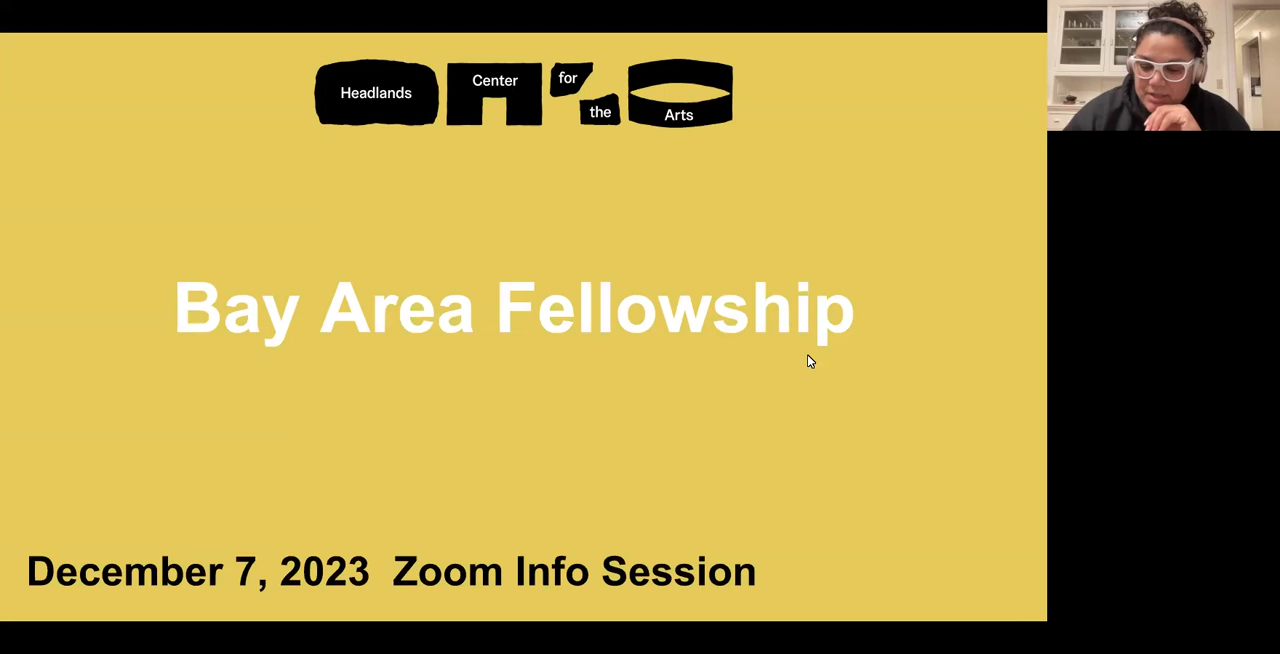 Headlands
Center
for
the
Arts
Bay Area Fellowship
December 7, 2023 Zoom Info Session